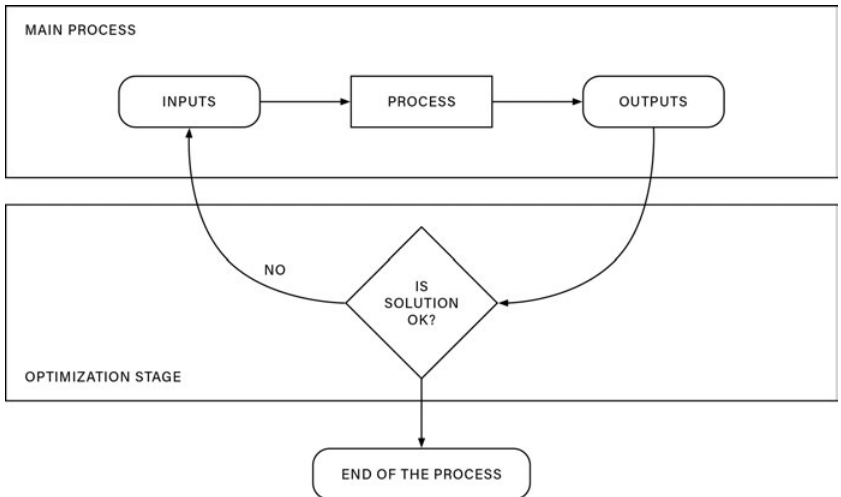 MAIN PROCESS
INPUTS
PROCESS
OUTPUTS
NO
IS
SOLUTION
OK?
OPTIMIZATION STAGE
END OF THE PROCESS